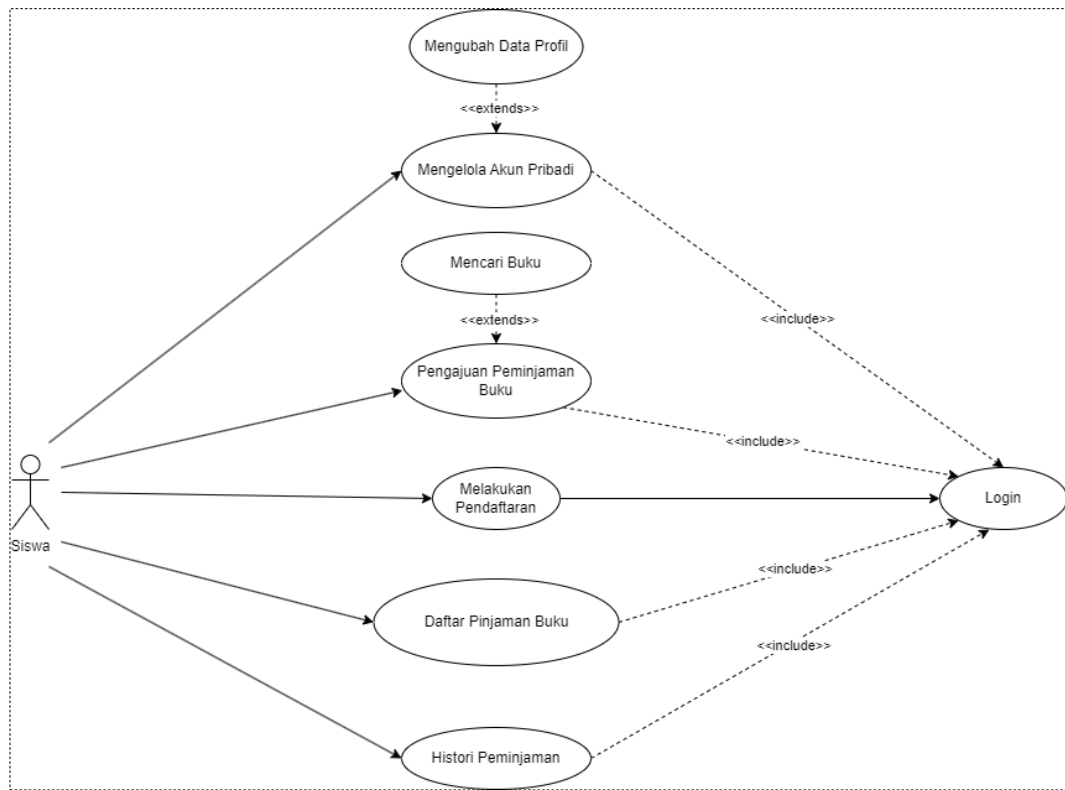 Mengubah Data Profil
<<extends>>
Mengelola Akun Pribadi
Mencari Buku
<<include>>
<<extends>>
Pengajuan Peminjaman
Buku
<<include>>
Melakukan
Pendaftaran
Login
Siswa
<<include>>
Daftar Pinjaman Buku
<<include>>
Histori Peminjaman